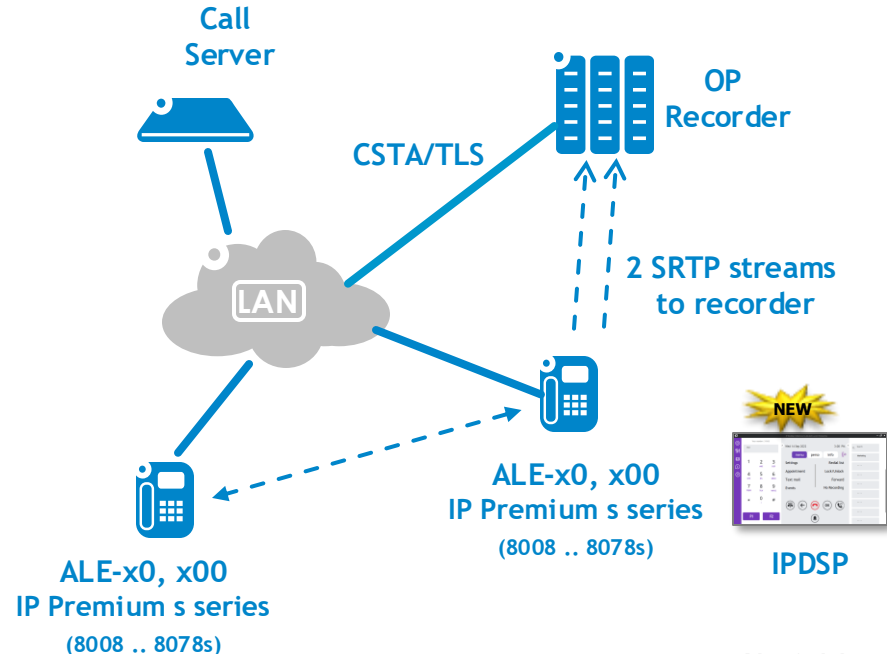 Call
Server
OP
Recorder
CSTA/TLS
LAN
2 SRTP streams
to recorder
NEW
ALE-x0, x00
IP Premium s series
(8008 .. 8078s)
IPDSP
ALE-x0, x00
IP Premium s series
(8008 .. 8078s)